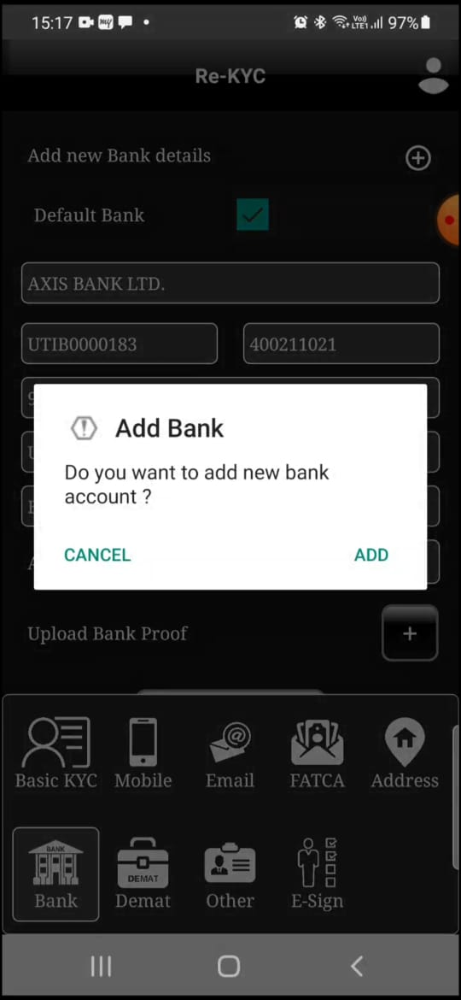 15:17 97%
Re-KYC
Add new Bank details
Default Bank
AXIS BANK LTD.
UTIB0000183 400211021
Add Bank
Do you want to add new bank
account ?
CANCEL ADD
Upload Bank Proof
Basic KYC Mobile Email FATCA Address
BANK
DEMAT
Bank Demat Other E-Sign